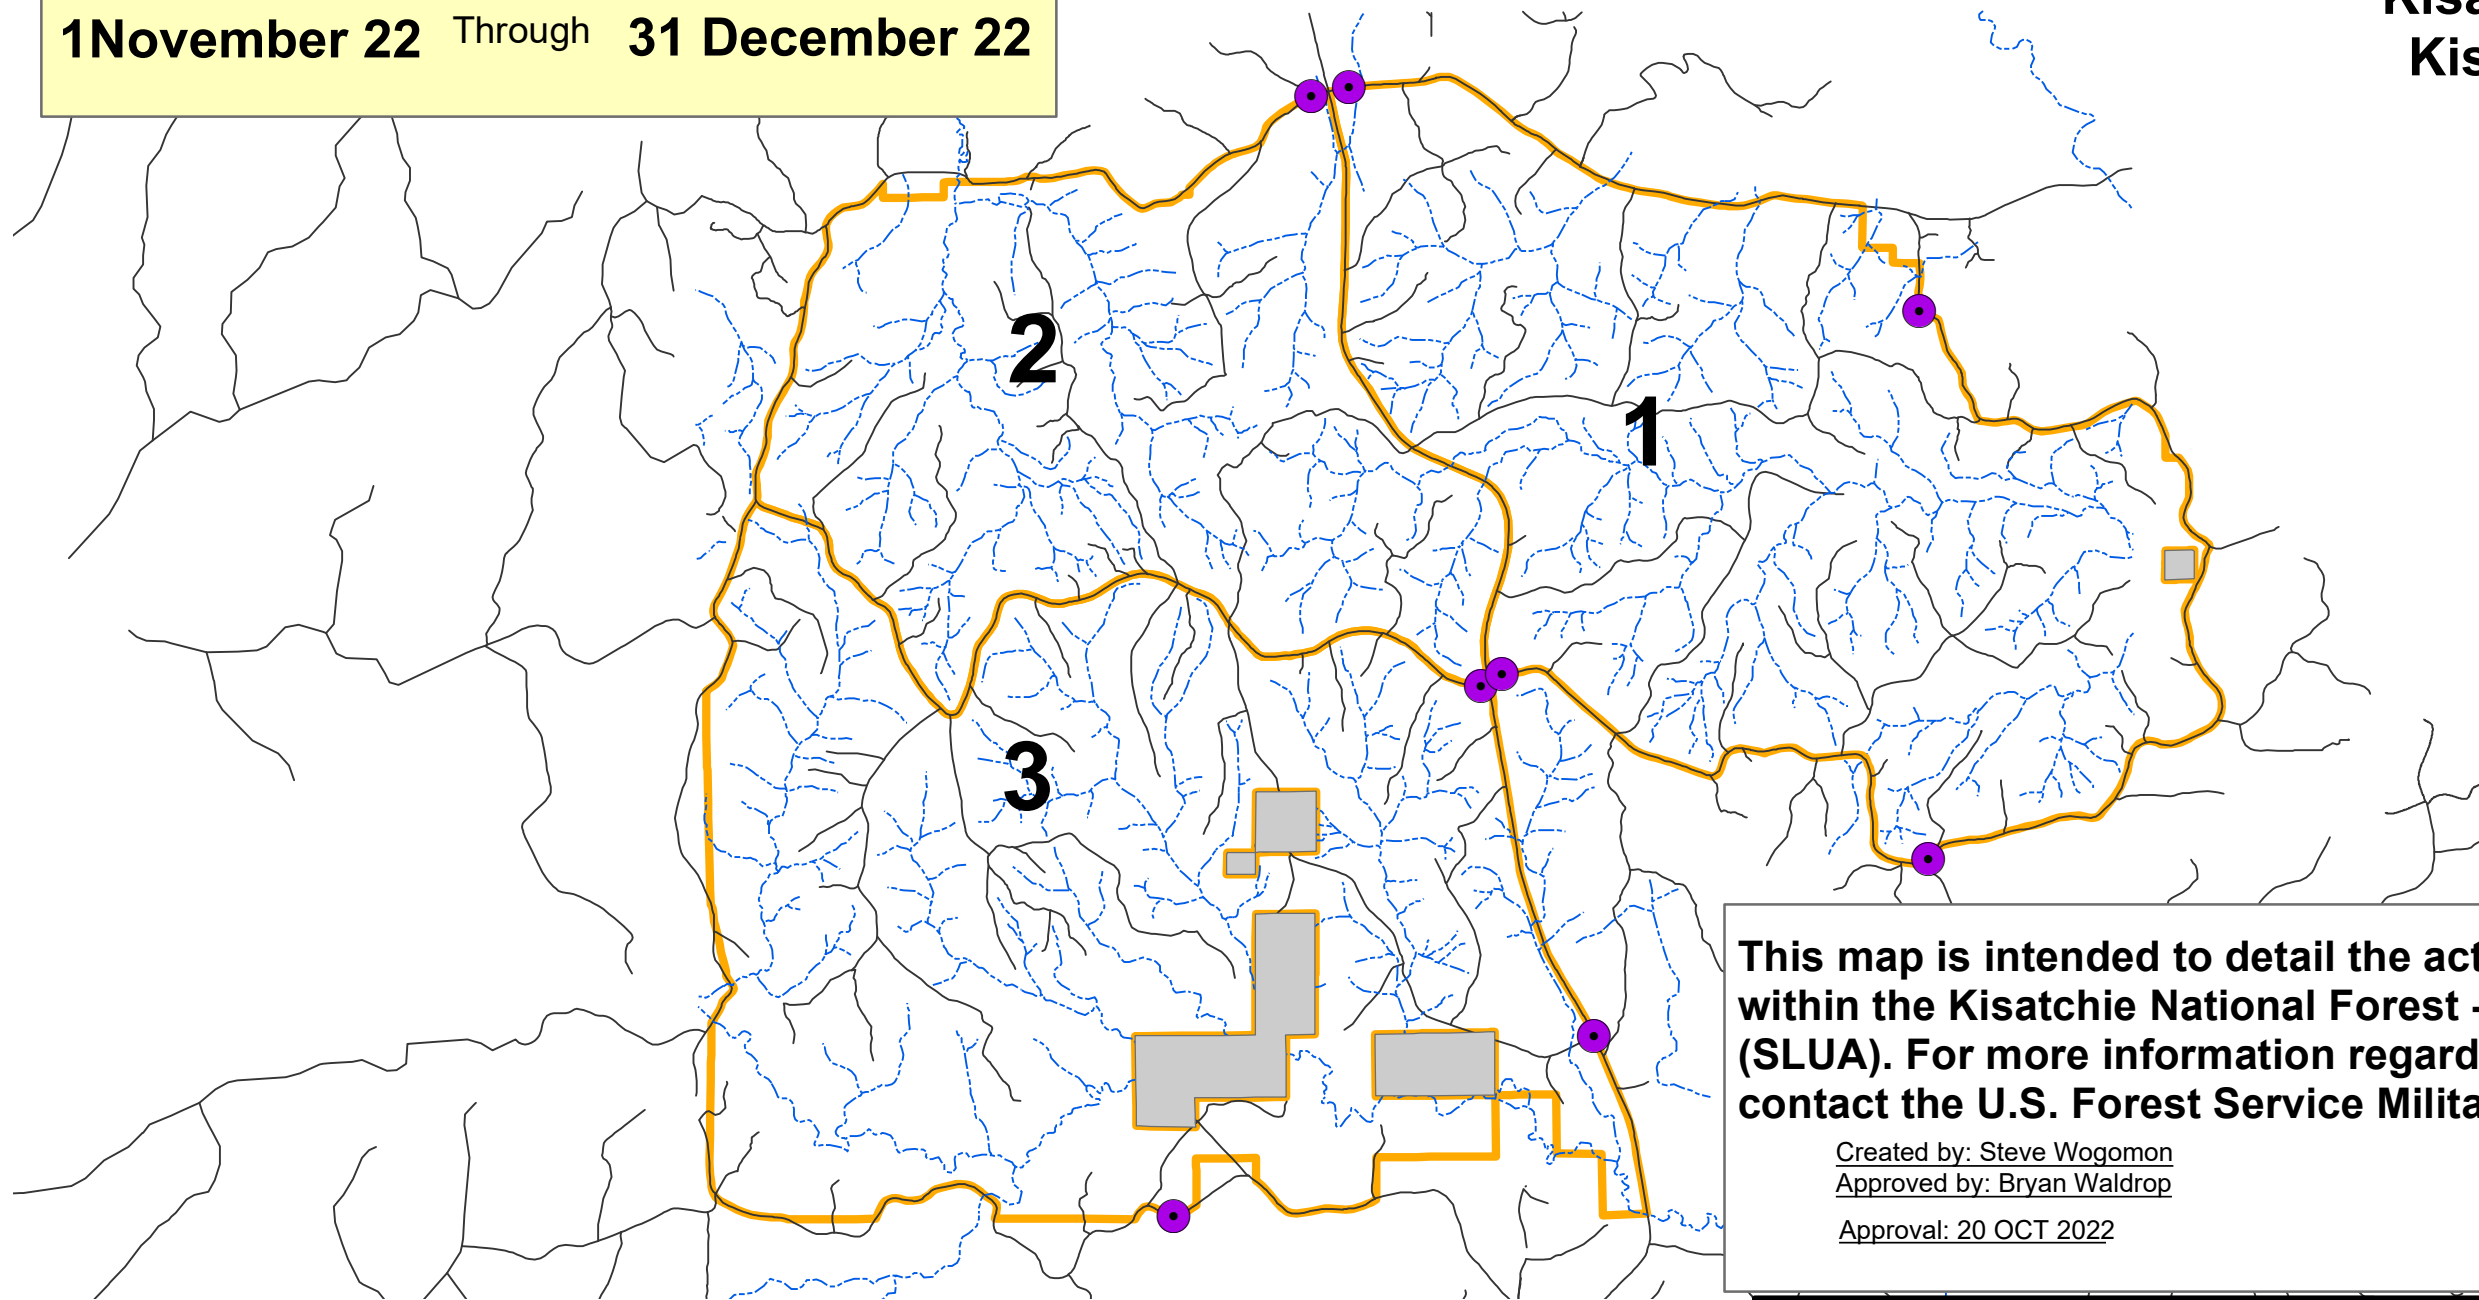 1November 22 Through 31 December 22
Kis
2
1
3
This map is intended to detail the act
within the Kisatchie National Forest -
(SLUA). For more information regard
contact the U.S. Forest Service Milita
Created by: Steve Wogomon
Approved by: Bryan Waldrop
Approval: 20 OCT 2022